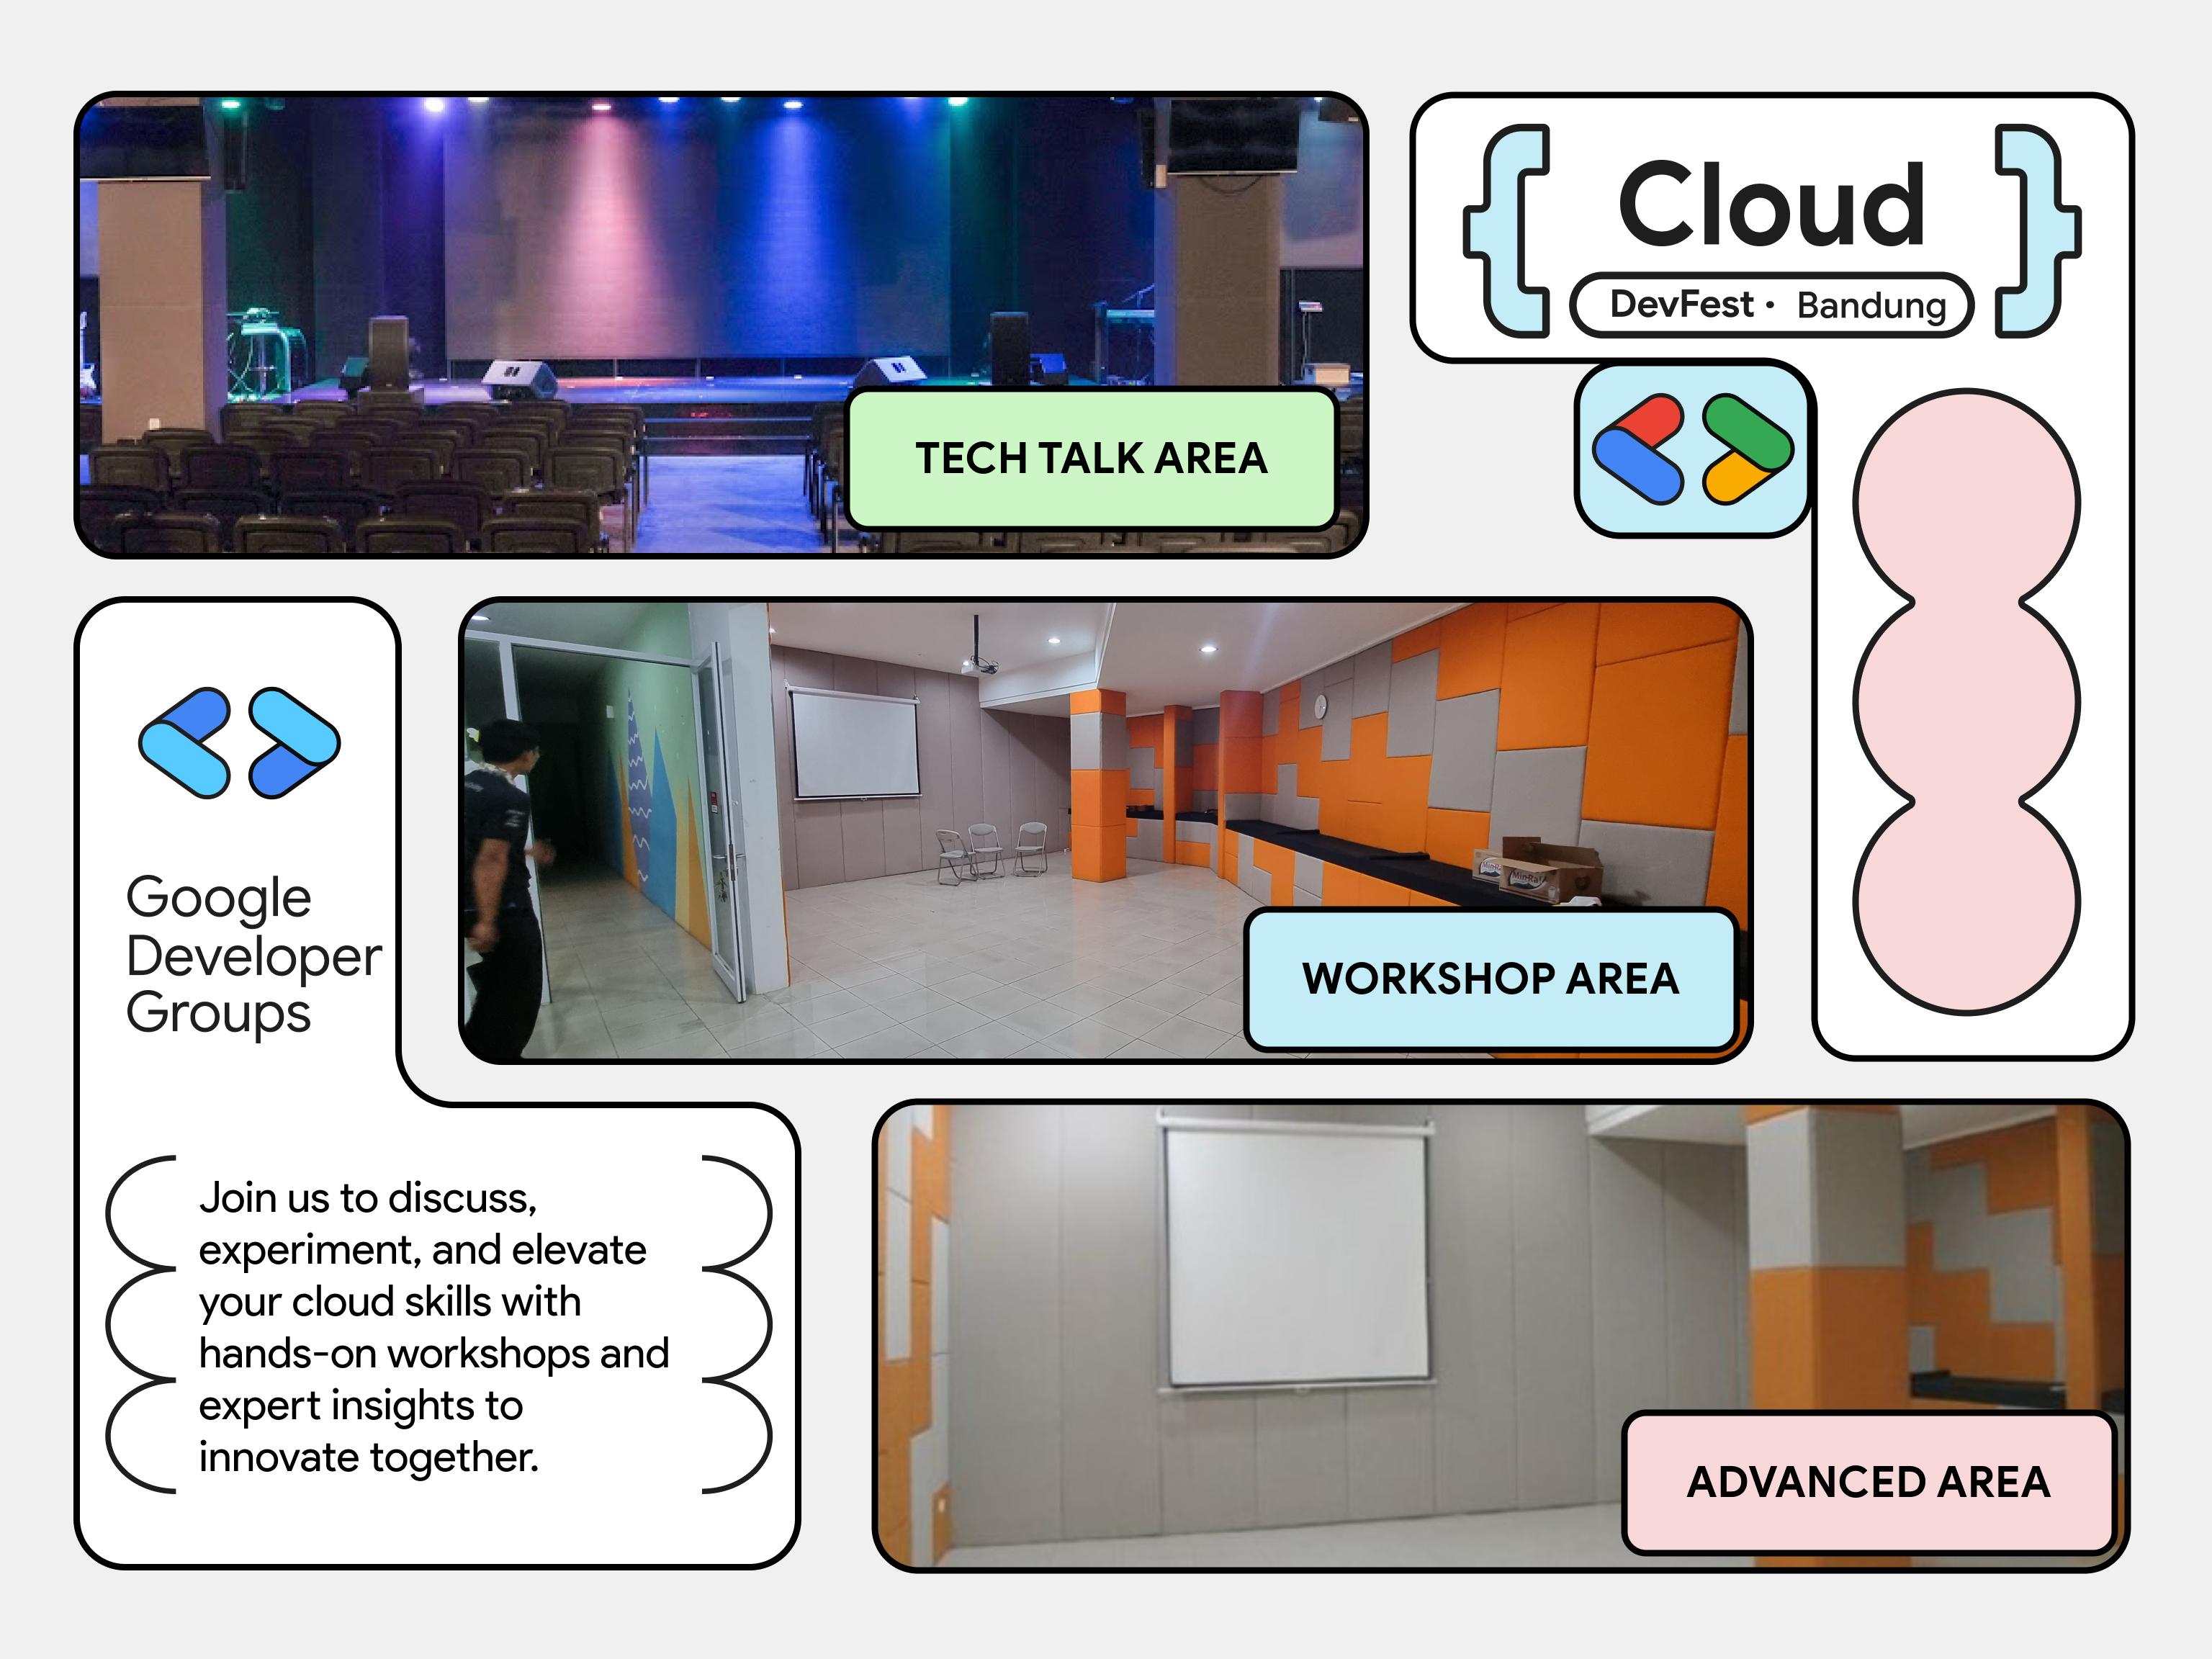 Cloud
DevFest · Bandung
TECH TALK AREA
Google
Developer
Groups
WORKSHOP AREA
Join us to discuss,
experiment, and elevate
your cloud skills with
hands-on workshops and
expert insights to
innovate together.
ADVANCED AREA